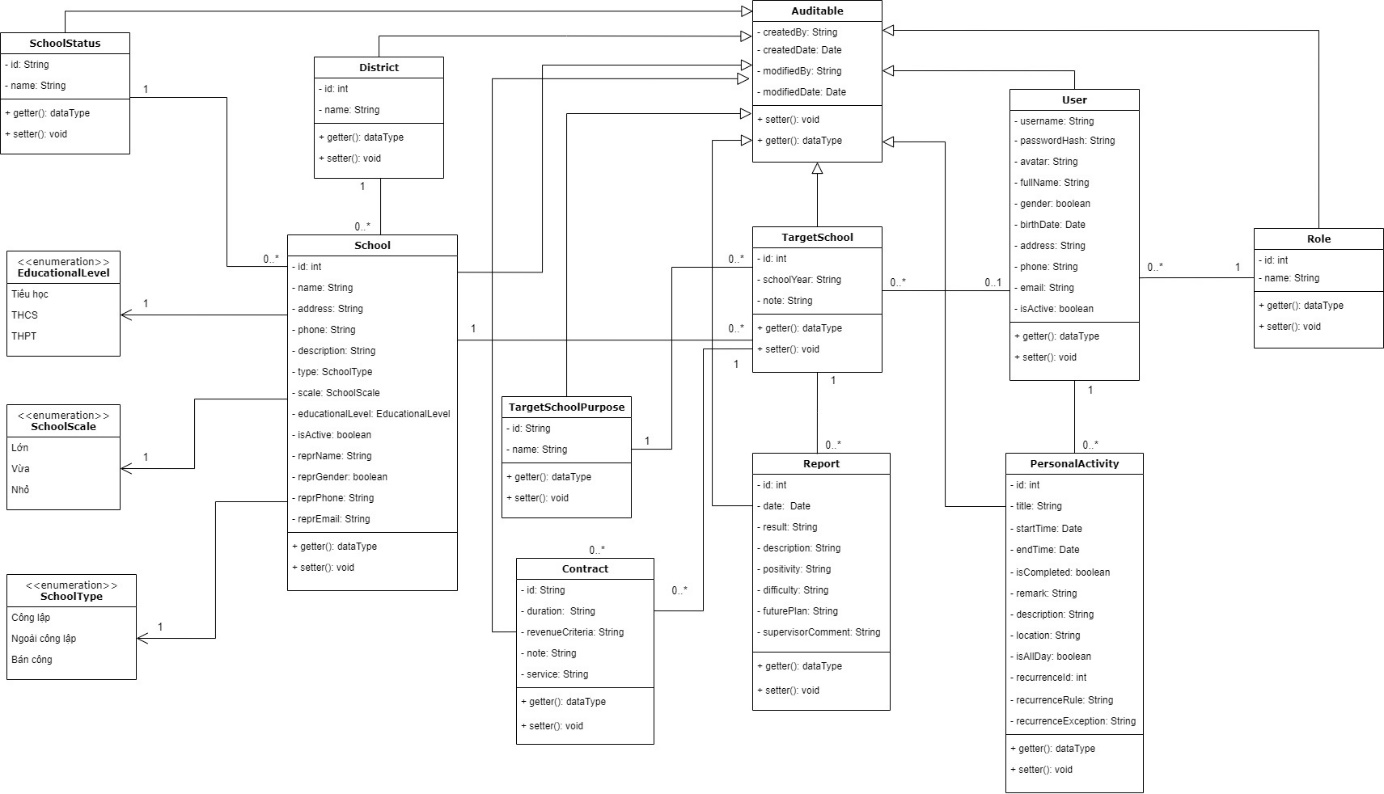 Auditable
- createdBy: String
- createdDate: Date
- modifiedBy: String
- modifiedDate: Date
+ setter(): void
+ getter(): dataType
SchoolStatus
- id: String
- name: String
+ getter(): dataType
+ setter(): void
1
0..*
District
- id: int
- name: String
+ getter(): dataType
+ setter(): void
1
0..*
User
- username: String
- passwordHash: String
- avatar: String
- fullName: String
- gender: boolean
- birthDate: Date
- address: String
- phone: String
- email: String
- isActive: boolean
+ getter(): dataType
+ setter(): void
Role
- id: int
- name: String
+ getter(): dataType
+ setter(): void
0..*
1
School
- id: int
- name: String
- address: String
- phone: String
- description: String
- type: SchoolType
- scale: SchoolScale
- educationalLevel: EducationalLevel
- isActive: boolean
- reprName: String
- reprGender: boolean
- reprPhone: String
- reprEmail: String
+ getter(): dataType
+ setter(): void
<<enumeration>>
EducationalLevel
Tiểu học
THCS
THPT
1
<<enumeration>>
SchoolScale
Lớn
Vừa
Nhỏ
1
<<enumeration>>
SchoolType
Công lập
Ngoài công lập
Bán công
1
TargetSchool
- id: int
- schoolYear: String
- note: String
+ getter(): dataType
+ setter(): void
0..*
0..*
0..1
1
0..*
1
1
TargetSchoolPurpose
- id: String
- name: String
+ getter(): dataType
+ setter(): void
1
0..*
Contract
- id: String
- duration: String
- revenueCriteria: String
- note: String
- service: String
+ getter(): dataType
+ setter(): void
0..*
0..*
Report
- id: int
- date: Date
- result: String
- description: String
- positivity: String
- difficulty: String
- futurePlan: String
- supervisorComment: String
+ getter(): dataType
+ setter(): void
1
0..*
PersonalActivity
- id: int
- title: String
- startTime: Date
- endTime: Date
- isCompleted: boolean
- remark: String
- description: String
- location: String
- isAllDay: boolean
- recurrenceId: int
- recurrenceRule: String
- recurrenceException: String
+ getter(): dataType
+ setter(): void